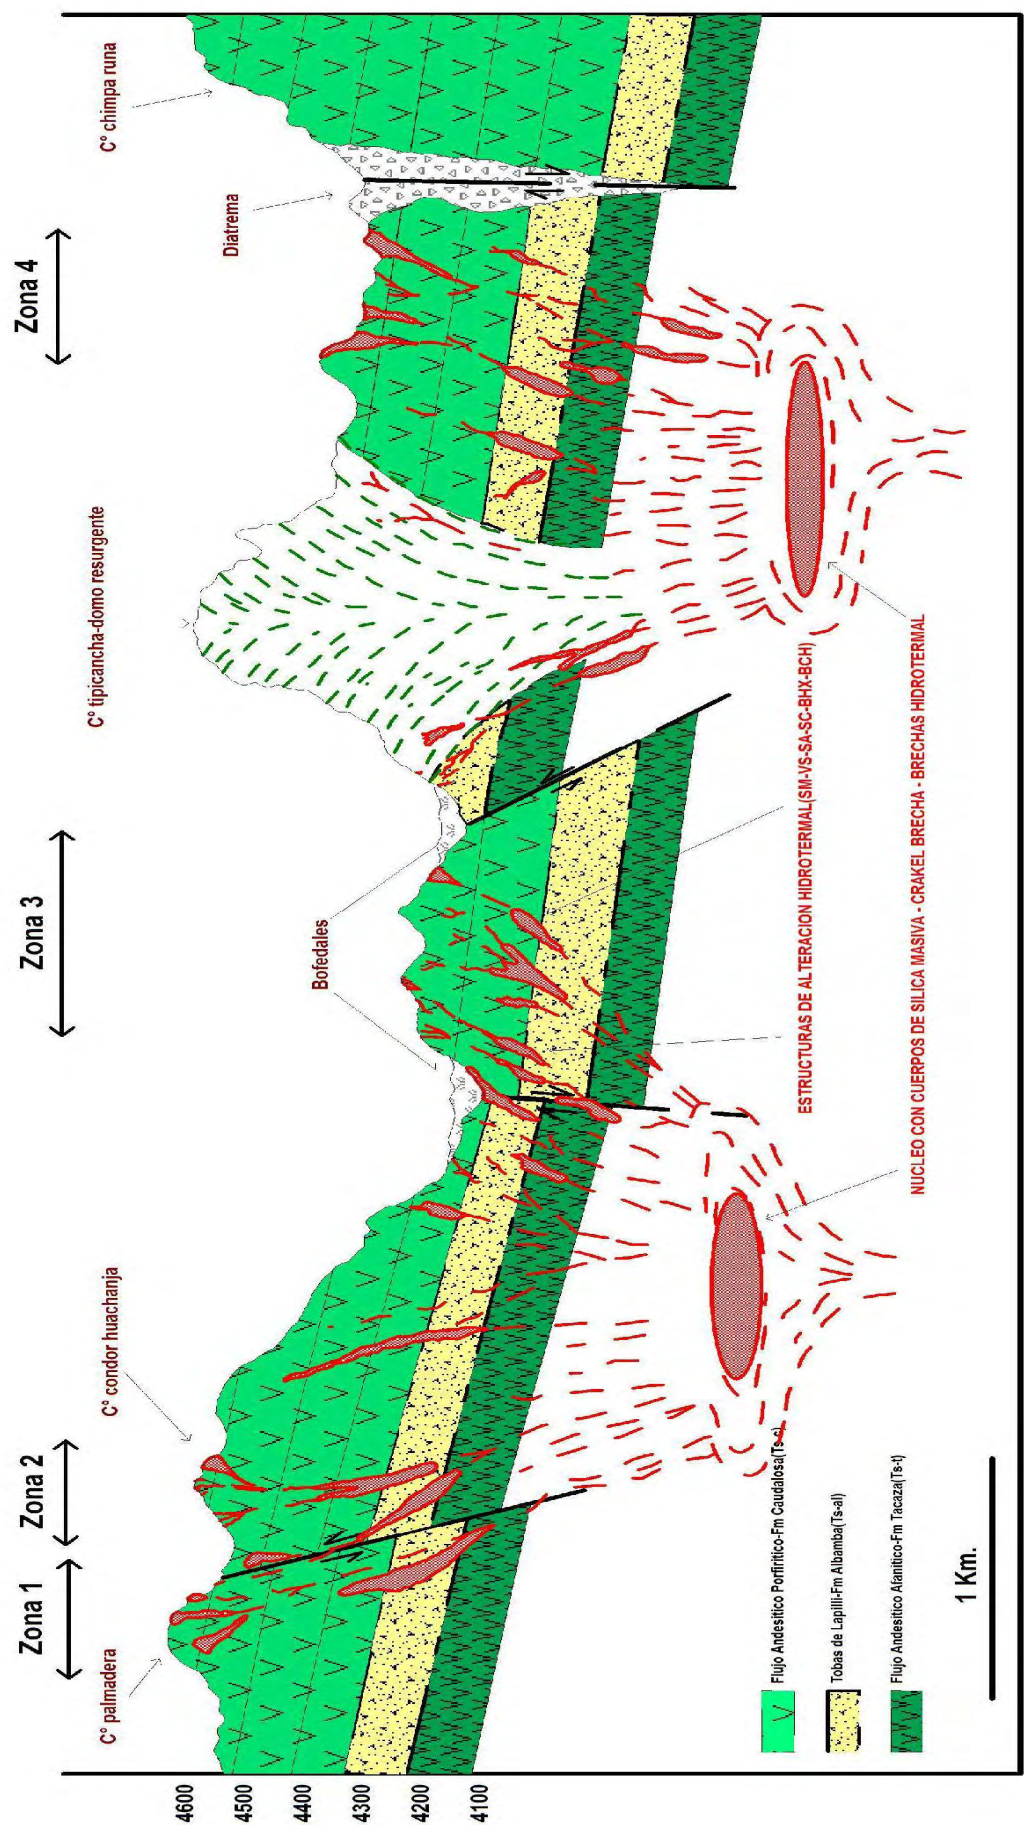 Zona 1
Zona 2
Zona 3
Zona 4
C° palmadera
C° condor huachanja
C° tipicancha-domo resurgente
C° chimpa runa
Diatrema
Bofedales
4600
4500
4400
4300
4200
4100
ESTRUCTURAS DE ALTERACION HIDROTERMAL(SM-VS-SA-SC-BHX-BCH)
NUCLEO CON CUERPOS DE SILICA MASIVA - CRAKEL BRECHA - BRECHAS HIDROTERMAL
Flujo Andesitico Porfiritico-Fm Caudalosa(Ts-c)
Tobas de Lapilli-Fm Albamba(Ts-al)
Flujo Andesitico Afanitico-Fm Tacaza(Ts-t)
1 Km.